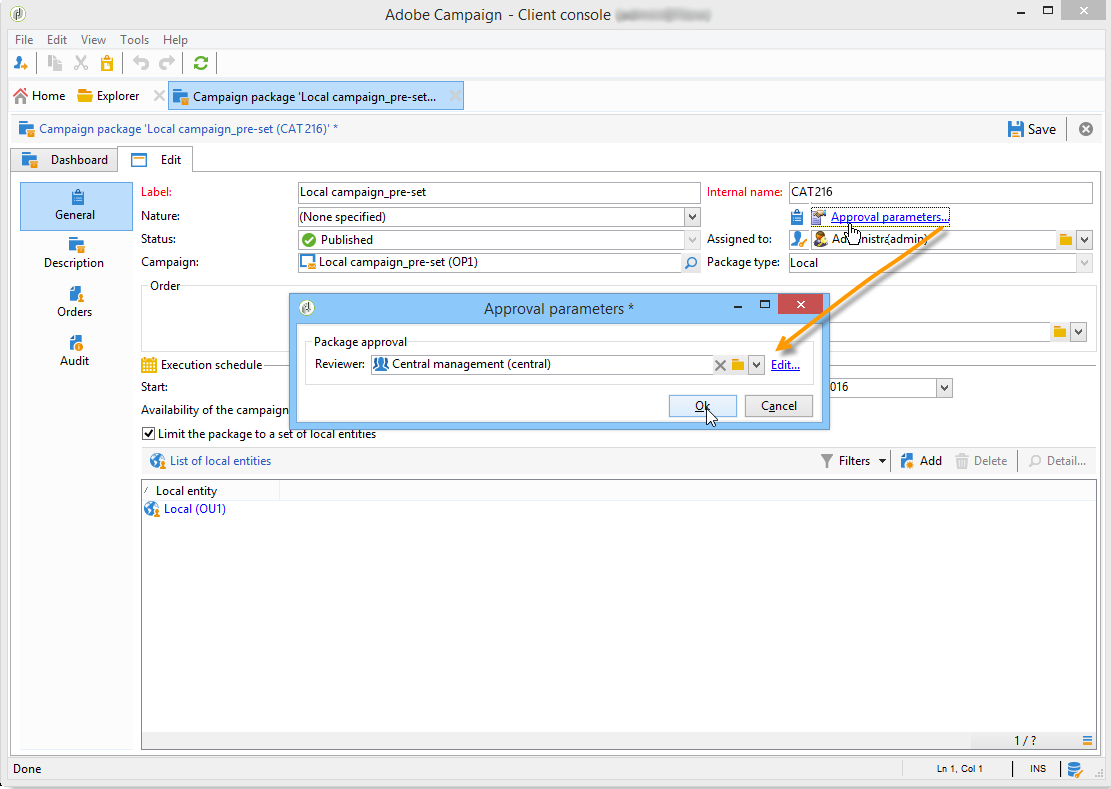 Adobe Campaign - Client console
File Edit View Tools Help
Home Explorer Campaign package 'Local campaign_pre-set...
Campaign package 'Local campaign_pre-set (CAT216)' * Save
Dashboard Edit
General
Description
Orders
Audit
Label: Local campaign_pre-set Internal name: CAT216
Nature: (None specified) Approval parameters...
Status: Published Assigned to: (admin)
Campaign: Local campaign_pre-set (OP1) Package type: Local
Order
Approval parameters *
Package approval
Reviewer: Central management (central) Edit...
Ok Cancel
Execution schedule
Start: 016
Availability of the campaign
Limit the package to a set of local entities
List of local entities Filters Add Delete Detail...
Local entity
Local (OU1)
1 / ?
Done Ln 1, Col 1 INS